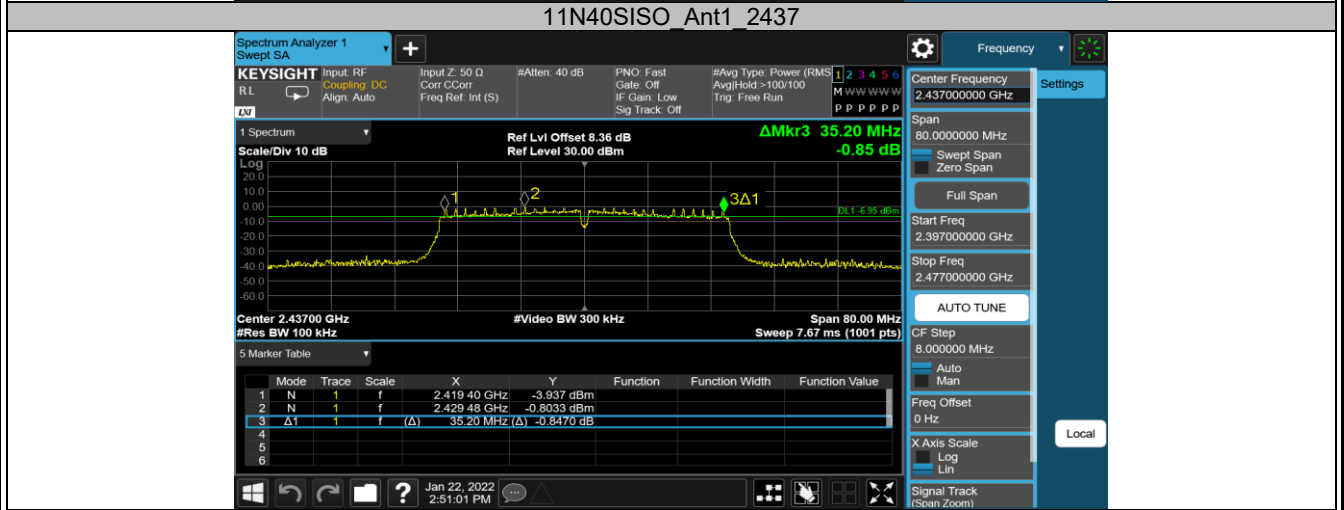 11N40SISO_Ant1_2437
Spectrum Analyzer 1
Swept SA
+
Frequency
KEYSIGHT
RL
LXI
Input: RF
Coupling: DC
Align: Auto
Input Z: 50 Ω
Corr CCorr
Freq Ref: Int (S)
#Atten: 40 dB
PNO: Fast
Gate: Off
IF Gain: Low
Sig Track: Off
#Avg Type: Power (RMS
Avg|Hold:>100/100
Trig: Free Run
1 2 3 4 5 6
M W W W W W
P P P P P P
Center Frequency
2.437000000 GHz
Settings
Span
80.0000000 MHz
Swept Span
Zero Span
Full Span
Start Freq
2.397000000 GHz
Stop Freq
2.477000000 GHz
AUTO TUNE
CF Step
8.000000 MHz
Auto
Man
Freq Offset
0 Hz
X Axis Scale
Log
Lin
Signal Track
(Span Zoom)
Local
1 Spectrum
Scale/Div 10 dB
Ref Lvl Offset 8.36 dB
Ref Level 30.00 dBm
ΔMkr3 35.20 MHz
-0.85 dB
Log
20.0
10.0
0.00
-10.0
-20.0
-30.0
-40.0
-50.0
-60.0
1
2
3Δ1
DL1 -6.95 dBm
Center 2.43700 GHz
#Res BW 100 kHz
#Video BW 300 kHz
Span 80.00 MHz
Sweep 7.67 ms (1001 pts)
5 Marker Table
Mode Trace Scale X Y Function Function Width Function Value
1 N 1 f 2.419 40 GHz -3.937 dBm
2 N 1 f 2.429 48 GHz -0.8033 dBm
3 Δ1 1 f (Δ) 35.20 MHz (Δ) -0.8470 dB
4
5
6
?
Jan 22, 2022
2:51:01 PM